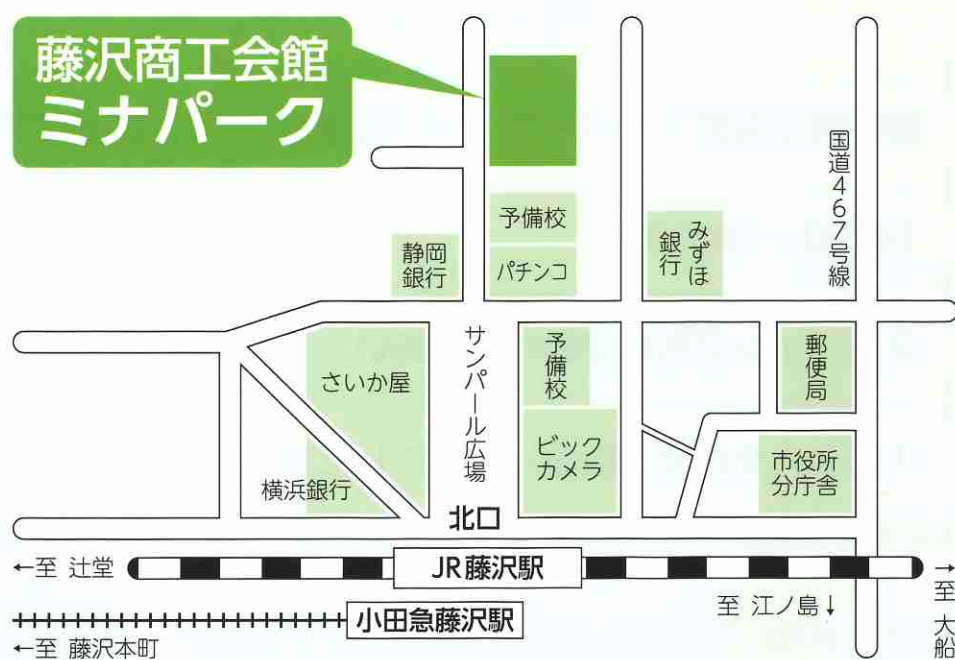 藤沢商工会館
ミナパーク
国道467号線
予備校
静岡
銀行
パチンコ
みずほ
銀行
さいか屋
サンパール広場
予備校
郵便局
ビック
カメラ
横浜銀行
市役所
分庁舎
北口
←至 辻堂
JR藤沢駅
→至 大船
至 江ノ島↓
小田急藤沢駅
←至 藤沢本町